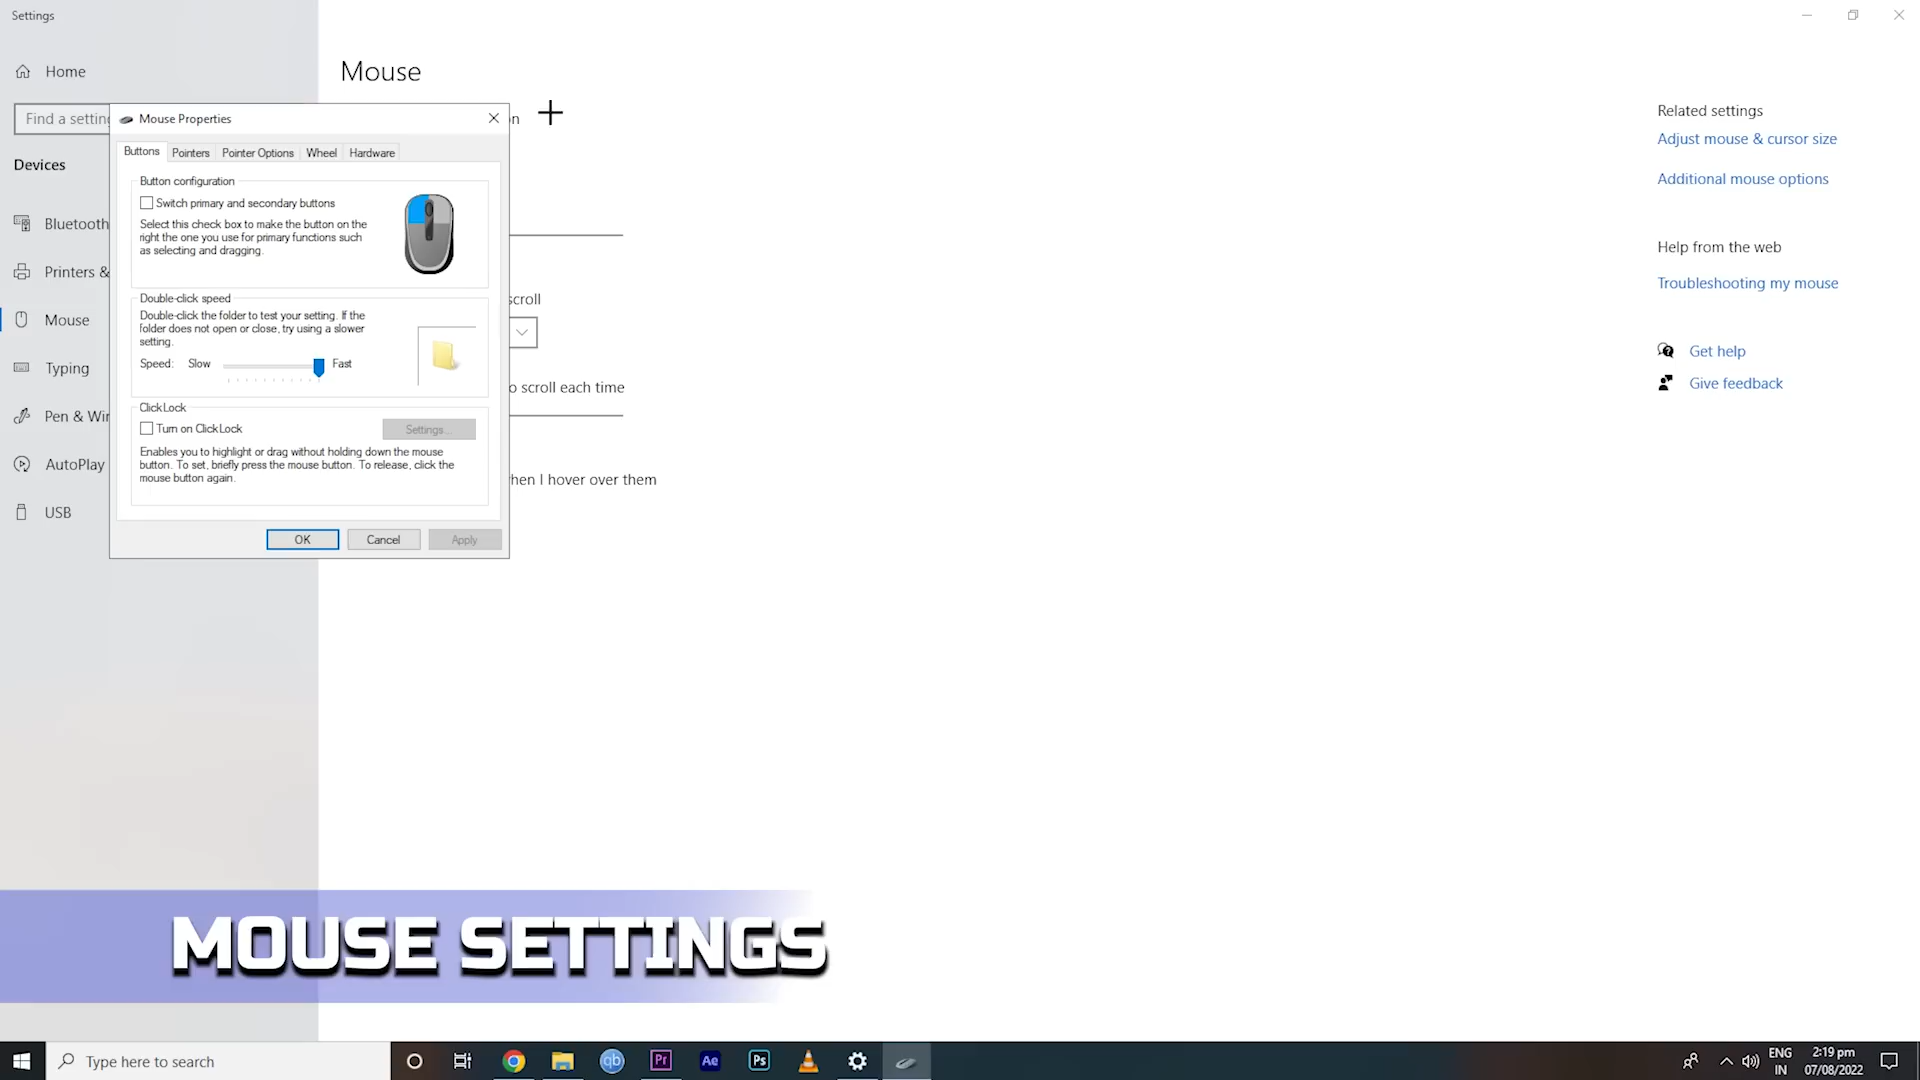 Settings
Home
Find a setting
Devices
Bluetooth
Printers &
Mouse
Typing
Pen & Win
AutoPlay
USB
Mouse
Mouse Properties
Buttons
Pointers
Pointer Options
Wheel
Hardware
Button configuration
Switch primary and secondary buttons
Select this check box to make the button on the
right the one you use for primary functions such
as selecting and dragging.
Double-click speed
Double-click the folder to test your setting. If the
folder does not open or close, try using a slower
setting.
Speed: Slow Fast
ClickLock
Turn on ClickLock
Settings...
Enables you to highlight or drag without holding down the mouse
button. To set, briefly press the mouse button. To release, click the
mouse button again.
OK
Cancel
Apply
scroll
o scroll each time
hen I hover over them
Related settings
Adjust mouse & cursor size
Additional mouse options
Help from the web
Troubleshooting my mouse
Get help
Give feedback
MOUSE SETTINGS
Type here to search
qb
Pr
Ae
Ps
ENG
IN
2:19 pm
07/08/2022